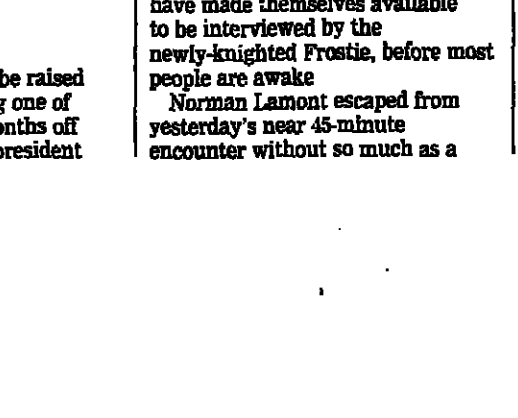 be raised
one of
onths off
president
have made themselves available
to be interviewed by the
newly-knighted Frostie, before most
people are awake
Norman Lamont escaped from
yesterday's near 45-minute
encounter without so much as a